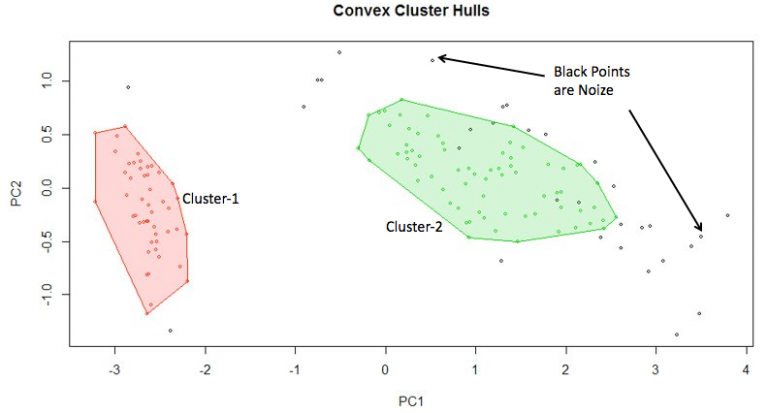 Convex Cluster Hulls
Black Points
are Noize
Cluster-1
Cluster-2
PC2
1.0
0.5
0.0
-0.5
-1.0
-3 -2 -1 0 1 2 3 4
PC1